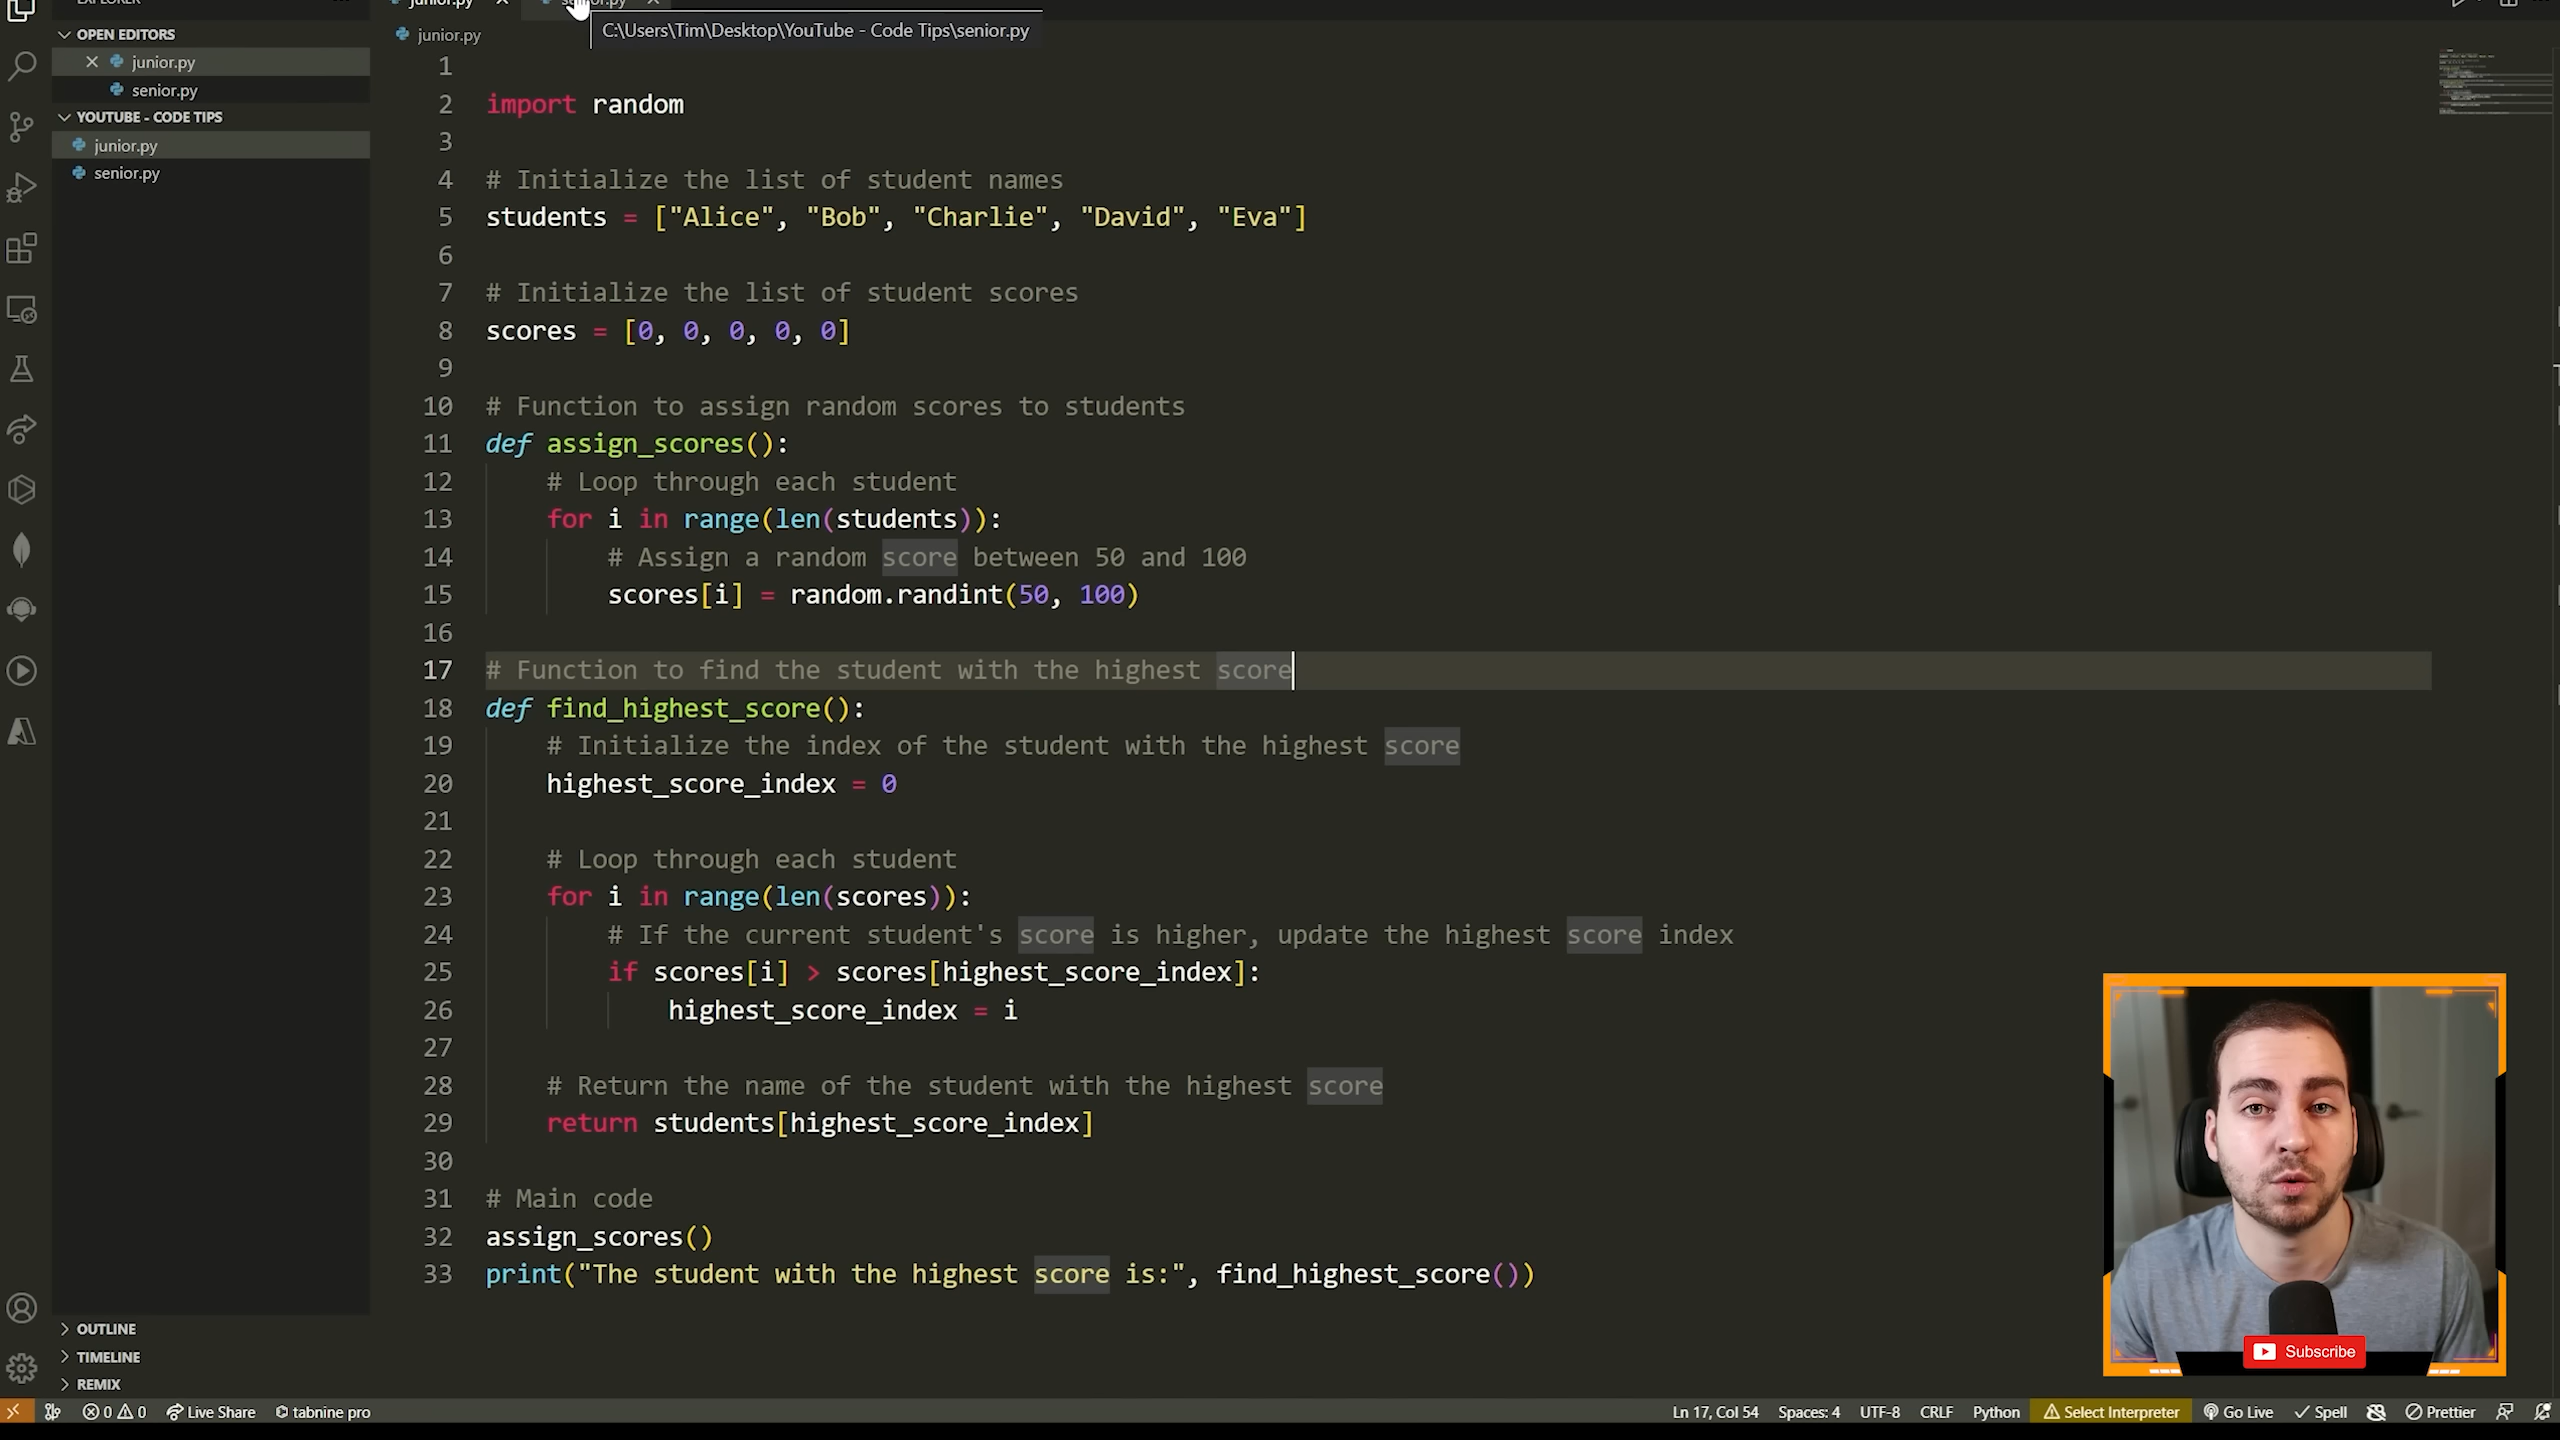 EXPLORER
junior.py
senior.py
C:\Users\Tim\Desktop\YouTube - Code Tips\senior.py
OPEN EDITORS
junior.py
senior.py
YOUTUBE - CODE TIPS
junior.py
senior.py
OUTLINE
TIMELINE
REMIX
junior.py
1
2 import random
3
4 # Initialize the list of student names
5 students = ["Alice", "Bob", "Charlie", "David", "Eva"]
6
7 # Initialize the list of student scores
8 scores = [0, 0, 0, 0, 0]
9
10 # Function to assign random scores to students
11 def assign_scores():
12 # Loop through each student
13 for i in range(len(students)):
14 # Assign a random score between 50 and 100
15 scores[i] = random.randint(50, 100)
16
17 # Function to find the student with the highest score
18 def find_highest_score():
19 # Initialize the index of the student with the highest score
20 highest_score_index = 0
21
22 # Loop through each student
23 for i in range(len(scores)):
24 # If the current student's score is higher, update the highest score index
25 if scores[i] > scores[highest_score_index]:
26 highest_score_index = i
27
28 # Return the name of the student with the highest score
29 return students[highest_score_index]
30
31 # Main code
32 assign_scores()
33 print("The student with the highest score is:", find_highest_score())
Subscribe
0 0 Live Share tabnine pro Ln 17, Col 54 Spaces: 4 UTF-8 CRLF Python Select Interpreter Go Live Spell Prettier